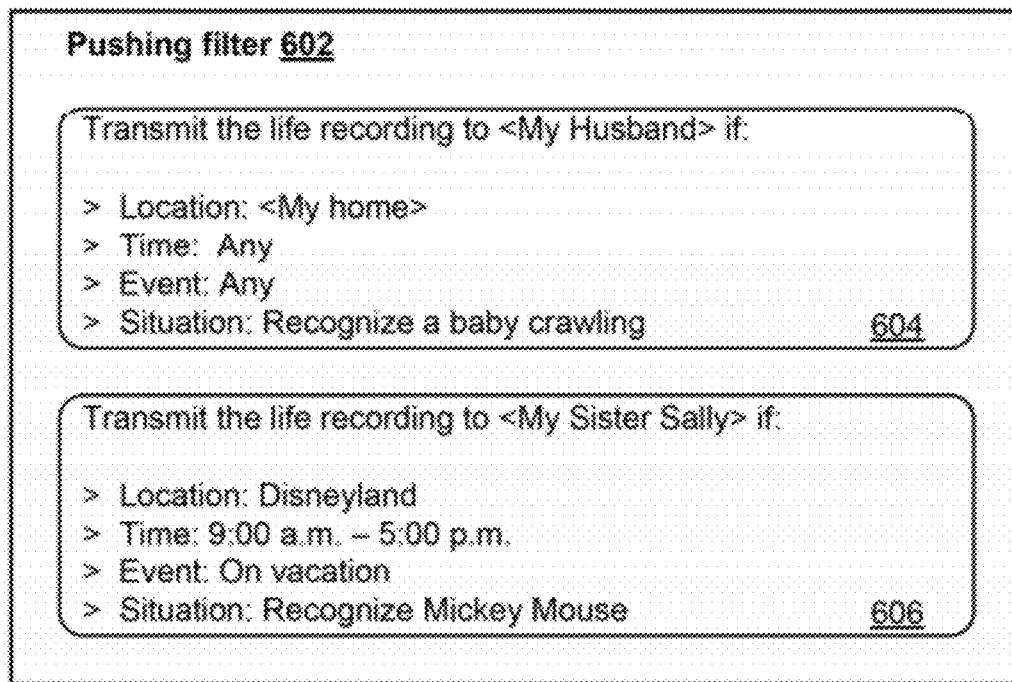 Pushing filter 602
Transmit the life recording to <My Husband> if:
> Location: <My home>
> Time: Any
> Event: Any
> Situation: Recognize a baby crawling
604
Transmit the life recording to <My Sister Sally> if:
> Location: Disneyland
> Time: 9:00 a.m. – 5:00 p.m.
> Event: On vacation
> Situation: Recognize Mickey Mouse
606